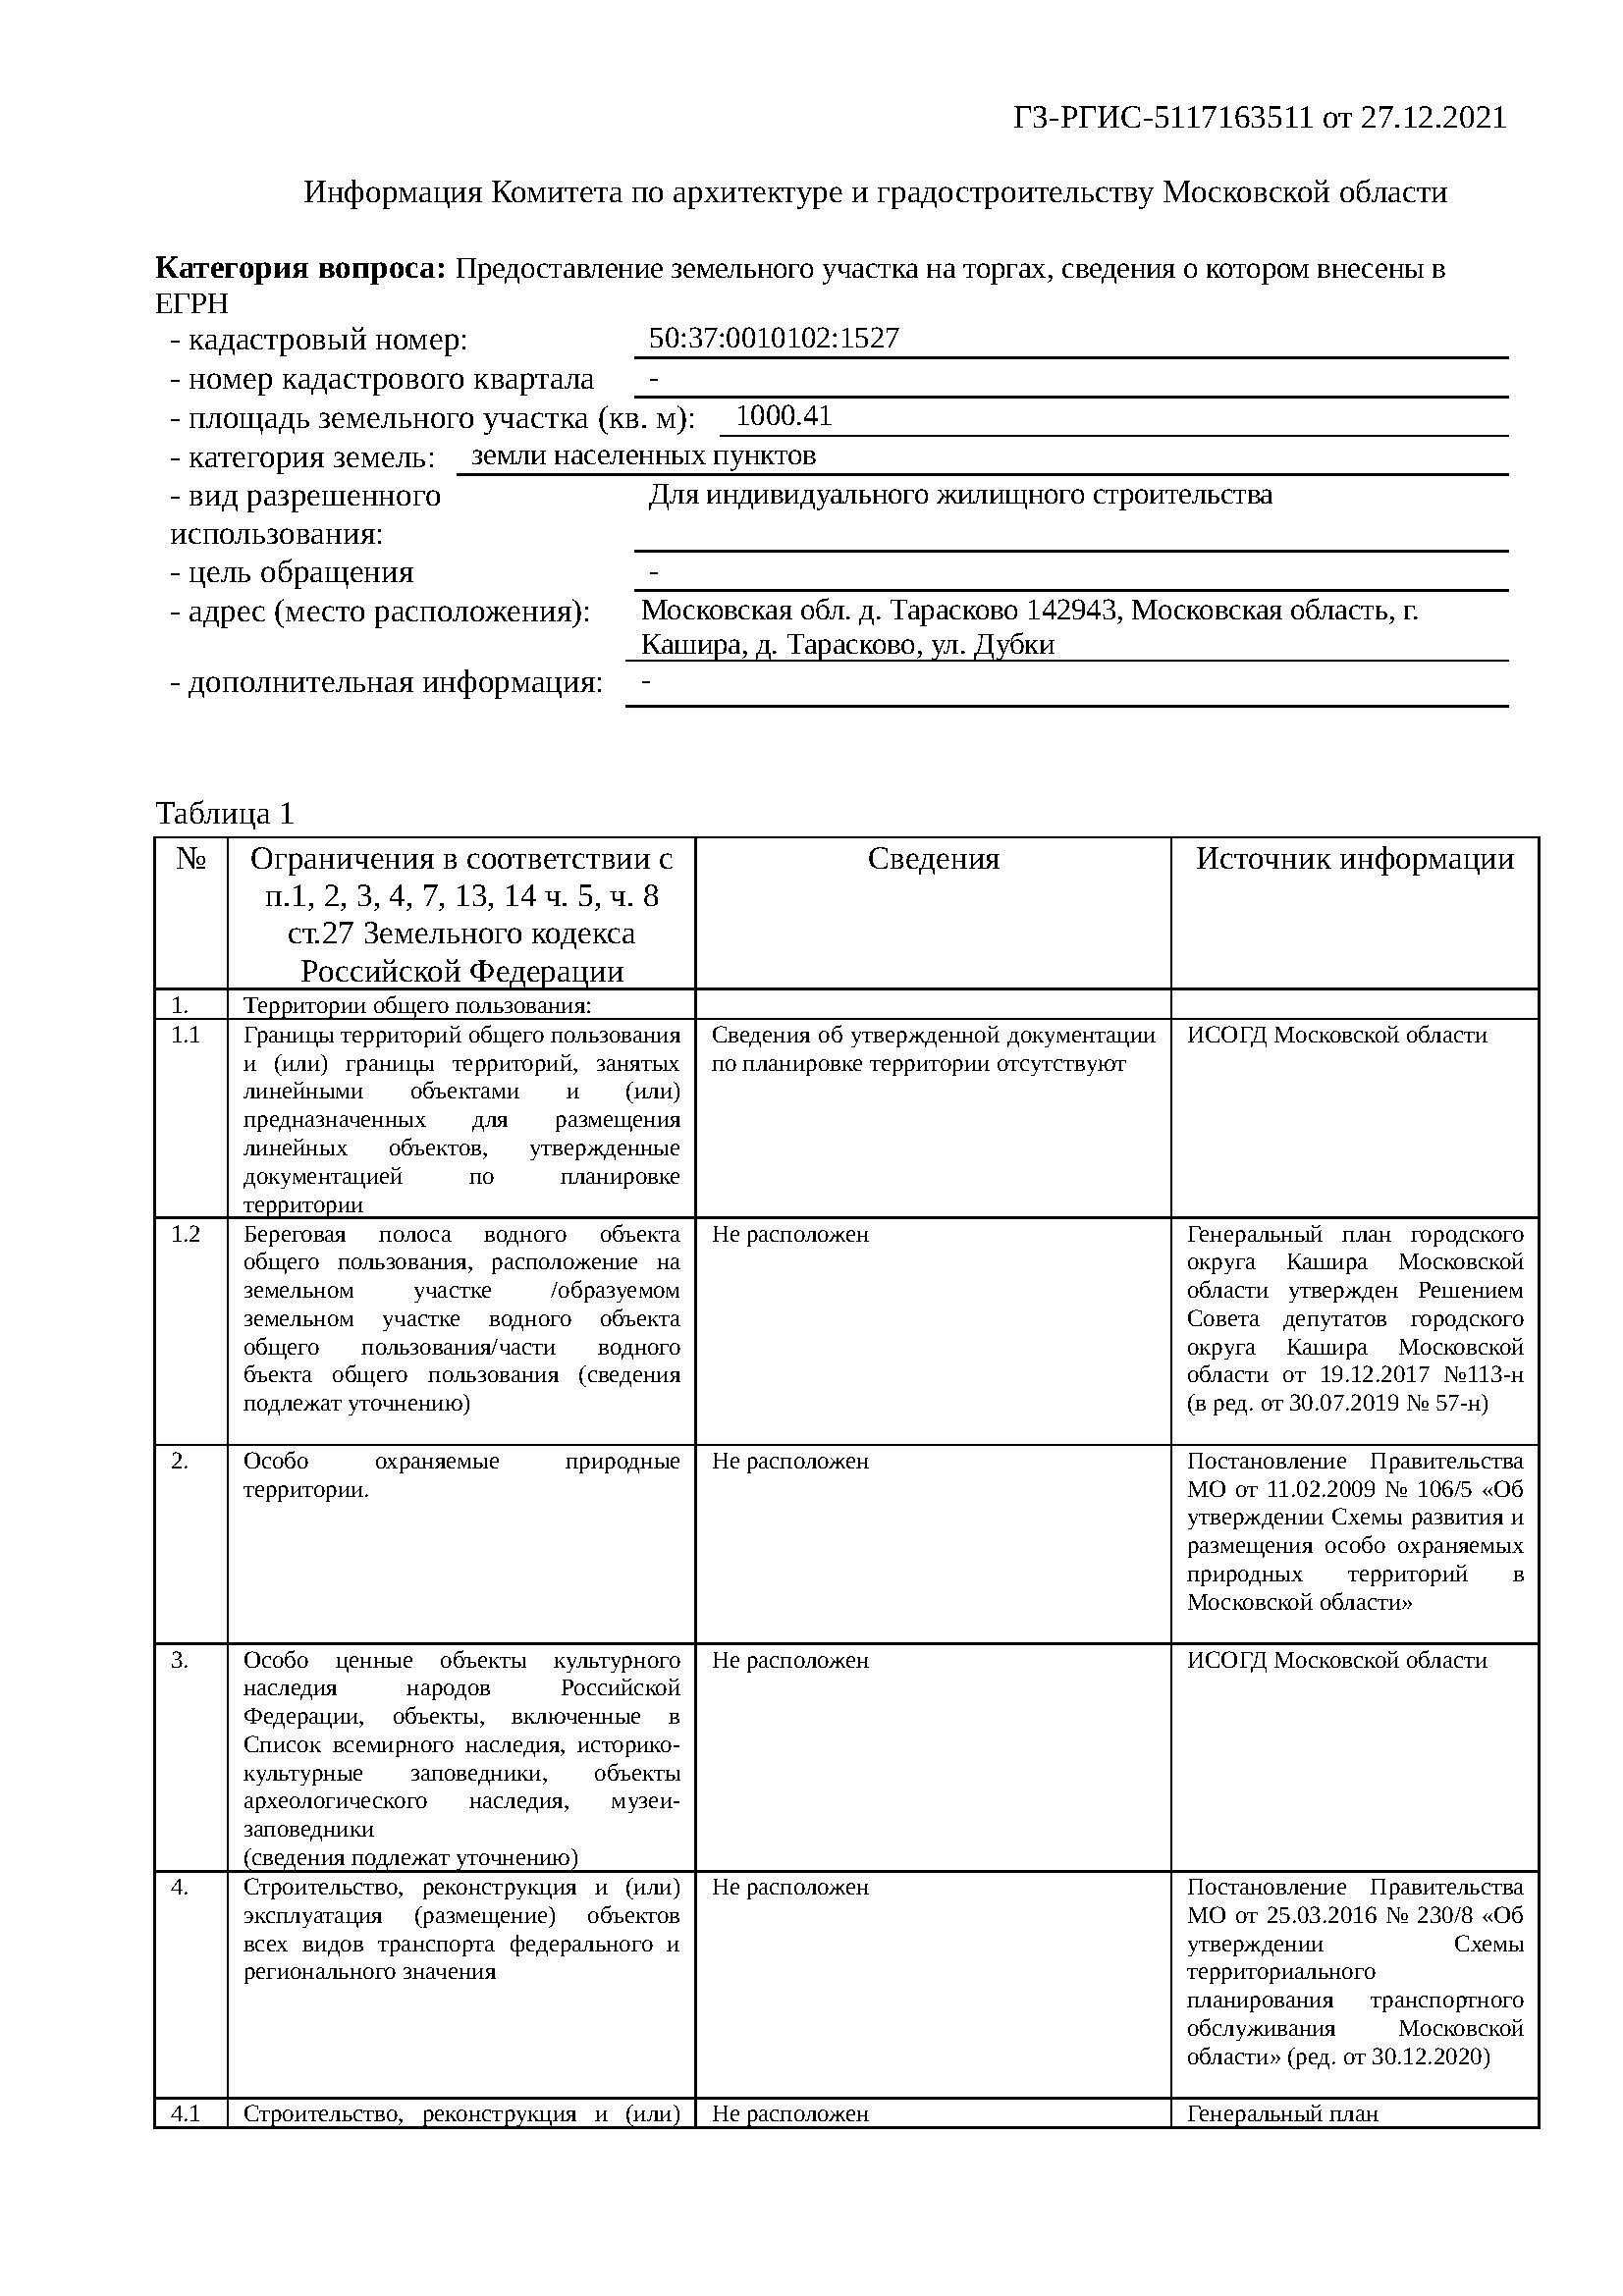 ГЗ-РГИС-5117163511 от 27.12.2021
Информация Комитета по архитектуре и градостроительству Московской области
Категория вопроса: Предоставление земельного участка на торгах, сведения о котором внесены в
ЕГРН
- кадастровый номер: 50:37:0010102:1527
- номер кадастрового квартала -
- площадь земельного участка (кв. м): 1000.41
- категория земель: земли населенных пунктов
- вид разрешенного Для индивидуального жилищного строительства
использования:
- цель обращения -
- адрес (место расположения): Московская обл. д. Тарасково 142943, Московская область, г.
Кашира, д. Тарасково, ул. Дубки
- дополнительная информация: -
Таблица 1
№
Ограничения в соответствии с
п.1, 2, 3, 4, 7, 13, 14 ч. 5, ч. 8
ст.27 Земельного кодекса
Российской Федерации
Сведения
Источник информации
1.
Территории общего пользования:
1.1
Границы территорий общего пользования
и (или) границы территорий, занятых
линейными объектами и (или)
предназначенных для размещения
линейных объектов, утвержденные
документацией по планировке
территории
Сведения об утвержденной документации
по планировке территории отсутствуют
ИСОГД Московской области
1.2
Береговая полоса водного объекта
общего пользования, расположение на
земельном участке /образуемом
земельном участке водного объекта
общего пользования/части водного
бъекта общего пользования (сведения
подлежат уточнению)
Не расположен
Генеральный план городского
округа Кашира Московской
области утвержден Решением
Совета депутатов городского
округа Кашира Московской
области от 19.12.2017 №113-н
(в ред. от 30.07.2019 № 57-н)
2.
Особо охраняемые природные
территории.
Не расположен
Постановление Правительства
МО от 11.02.2009 № 106/5 «Об
утверждении Схемы развития и
размещения особо охраняемых
природных территорий в
Московской области»
3.
Особо ценные объекты культурного
наследия народов Российской
Федерации, объекты, включенные в
Список всемирного наследия, историко-
культурные заповедники, объекты
археологического наследия, музеи-
заповедники
(сведения подлежат уточнению)
Не расположен
ИСОГД Московской области
4.
Строительство, реконструкция и (или)
эксплуатация (размещение) объектов
всех видов транспорта федерального и
регионального значения
Не расположен
Постановление Правительства
МО от 25.03.2016 № 230/8 «Об
утверждении Схемы
территориального
планирования транспортного
обслуживания Московской
области» (ред. от 30.12.2020)
4.1
Строительство, реконструкция и (или)
Не расположен
Генеральный план